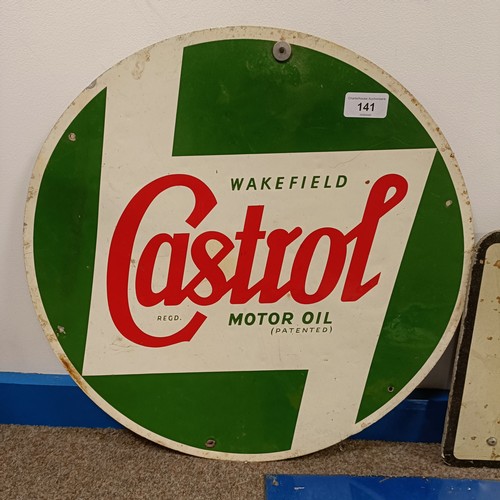 141
WAKEFIELD
Castrol
REGD.
MOTOR OIL
(PATENTED)